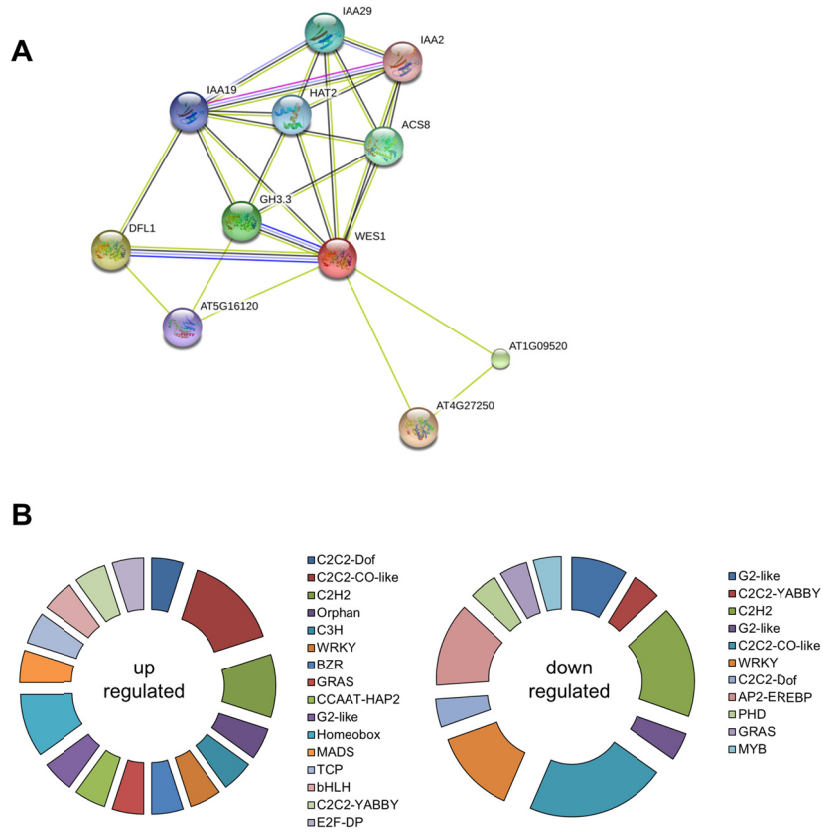 A
IAA29
IAA2
IAA19
HAT2
ACS8
GH3.3
DFL1
WES1
AT5G16120
AT1G09520
AT4G27250
B
up
regulated
C2C2-Dof
C2C2-CO-like
C2H2
Orphan
C3H
WRKY
BZR
GRAS
CCAAT-HAP2
G2-like
Homeobox
MADS
TCP
bHLH
C2C2-YABBY
E2F-DP
down
regulated
G2-like
C2C2-YABBY
C2H2
G2-like
C2C2-CO-like
WRKY
C2C2-Dof
AP2-EREBP
PHD
GRAS
MYB